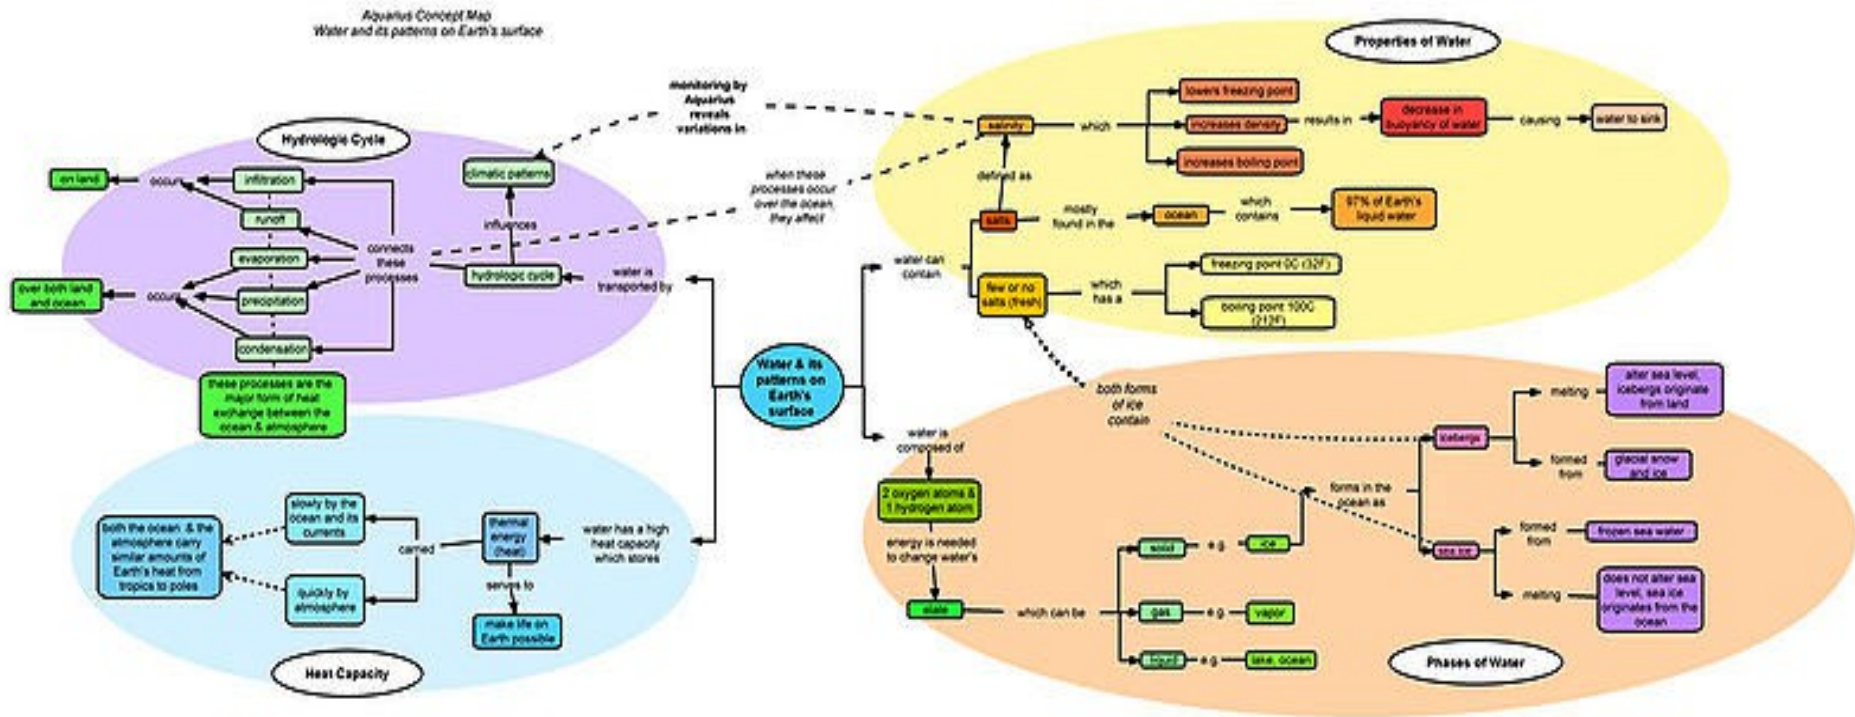 Aquarius Concept Map
Water and its patterns on Earth's surface
Hydrologic Cycle
on land
occurs
infiltration
runoff
evaporation
precipitation
condensation
over both land
and ocean
occurs
connects
these
processes
climatic patterns
influences
hydrologic cycle
water is
transported by
these processes are the
major form of heat
exchange between the
ocean & atmosphere
monitoring by
Aquarius
reveals
variations in
when these
processes occur
over the ocean,
they affect
Properties of Water
salinity
which
lowers freezing point
increases density
increases boiling point
results in
decrease in
buoyancy of water
causing
water to sink
defined as
salts
mostly
found in the
ocean
which
contains
97% of Earth's
liquid water
water can
contain
few or no
salts (fresh)
which
has a
freezing point 0C (32F)
boiling point 100C
(212F)
Water & its
patterns on
Earth's
surface
Heat Capacity
both the ocean & the
atmosphere carry
similar amounts of
Earth's heat from
tropics to poles
slowly by the
ocean and its
currents
quickly by
atmosphere
carried
thermal
energy
(heat)
serves to
make life on
Earth possible
water has a high
heat capacity
which stores
Phases of Water
water is
composed of
2 oxygen atoms &
1 hydrogen atom
energy is needed
to change water's
state
which can be
solid
e.g.
ice
gas
e.g.
vapor
liquid
e.g.
lake, ocean
forms in the
ocean as
both forms
of ice
contain
icebergs
melting
alter sea level,
icebergs originate
from land
formed
from
glacial snow
and ice
sea ice
formed
from
frozen sea water
melting
does not alter sea
level, sea ice
originates from the
ocean